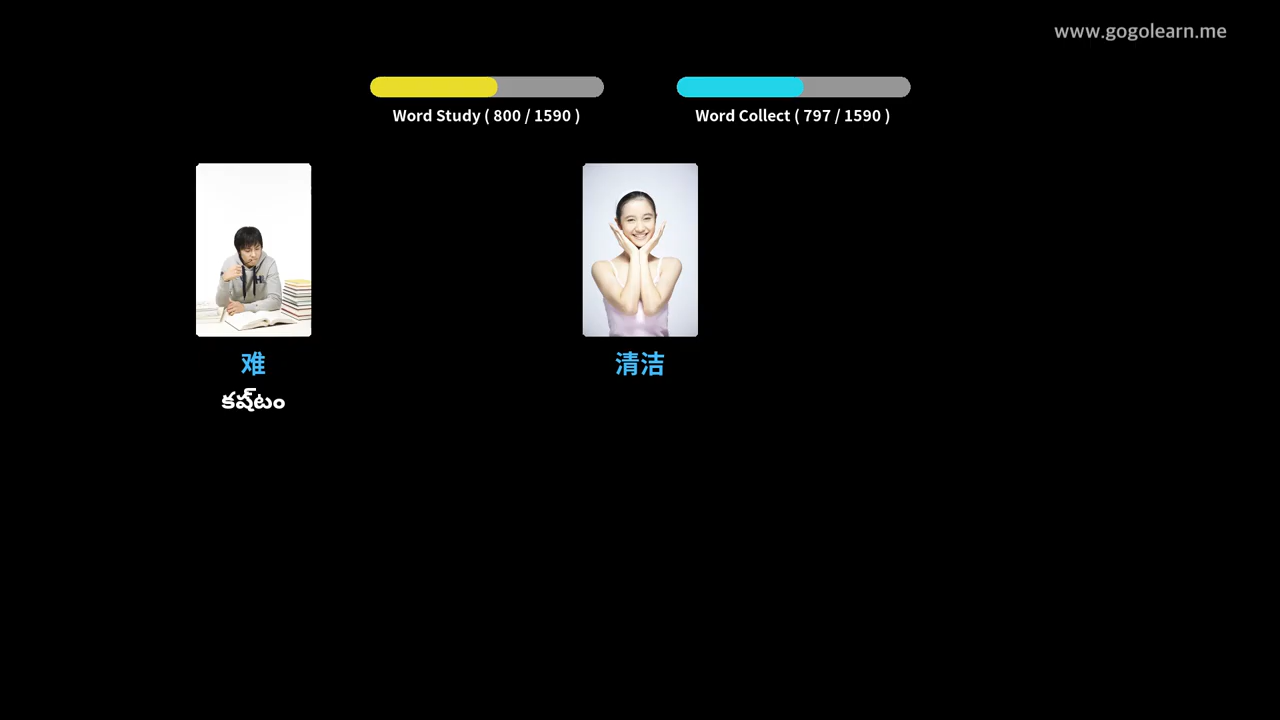 www.gogolearn.me
Word Study ( 800 / 1590 )
Word Collect ( 797 / 1590 )
难
清洁
కష్టం